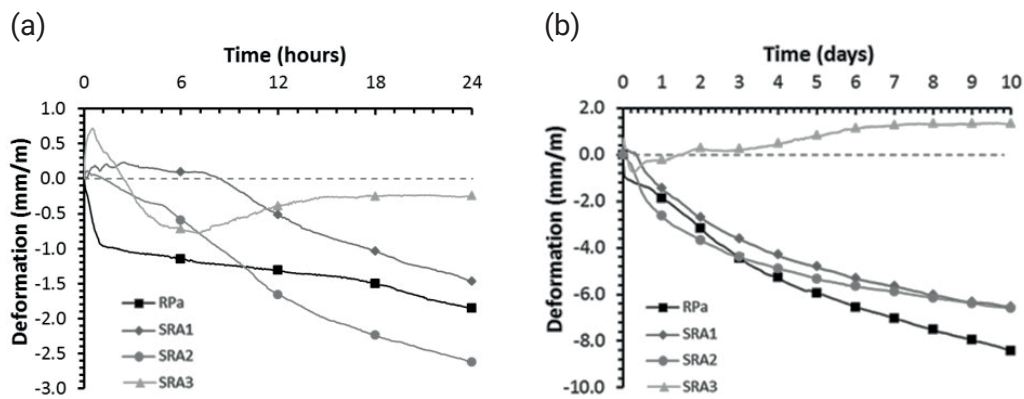 (a)
Time (hours)
0 6 12 18 24
Deformation (mm/m)
1.0
0.5
0.0
-0.5
-1.0
-1.5
-2.0
-2.5
-3.0
RPa
SRA1
SRA2
SRA3
(b)
Time (days)
0 1 2 3 4 5 6 7 8 9 10
Deformation (mm/m)
2.0
0.0
-2.0
-4.0
-6.0
-8.0
-10.0
RPa
SRA1
SRA2
SRA3